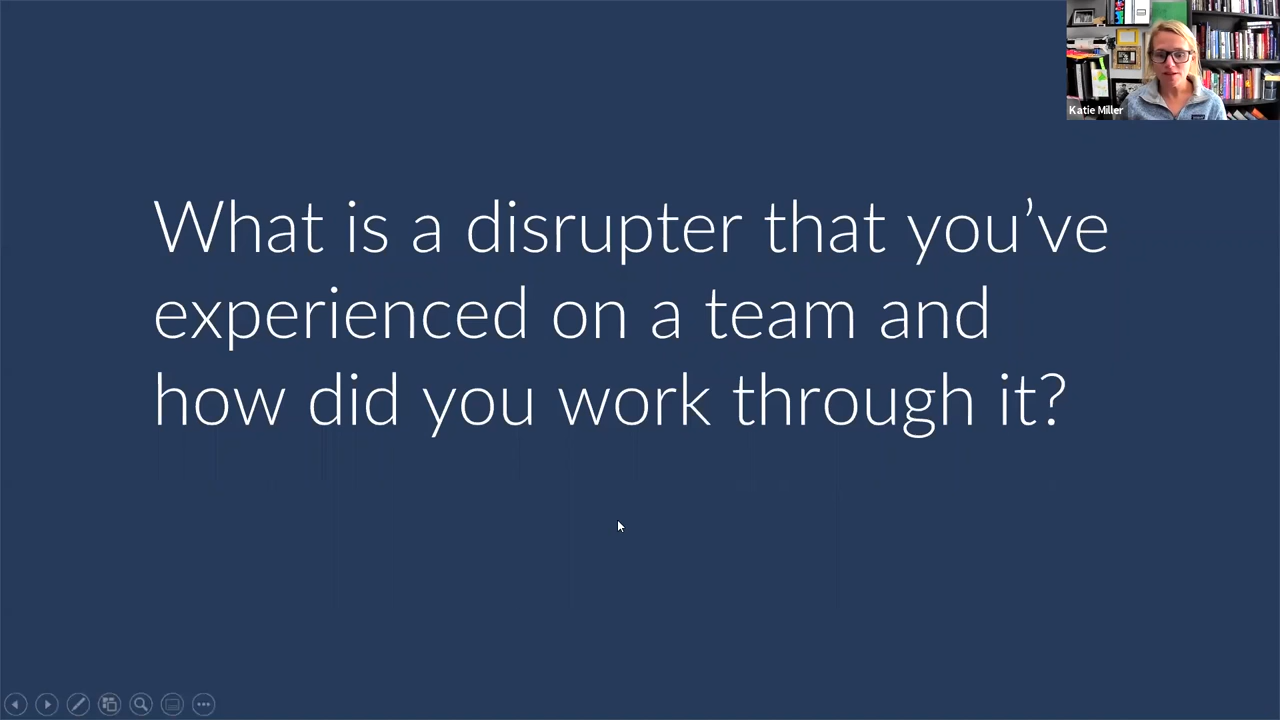 Katie Miller
What is a disrupter that you’ve
experienced on a team and
how did you work through it?